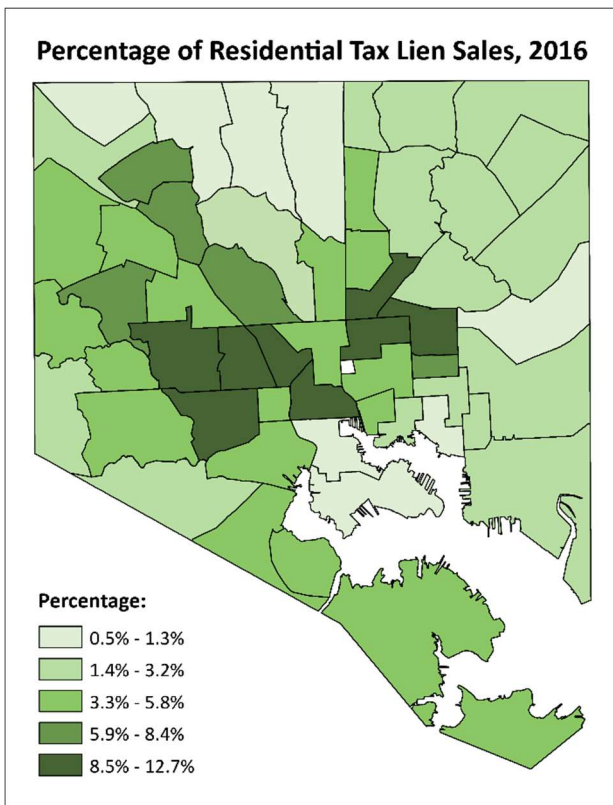 Percentage of Residential Tax Lien Sales, 2016
Percentage:
0.5% - 1.3%
1.4% - 3.2%
3.3% - 5.8%
5.9% - 8.4%
8.5% - 12.7%